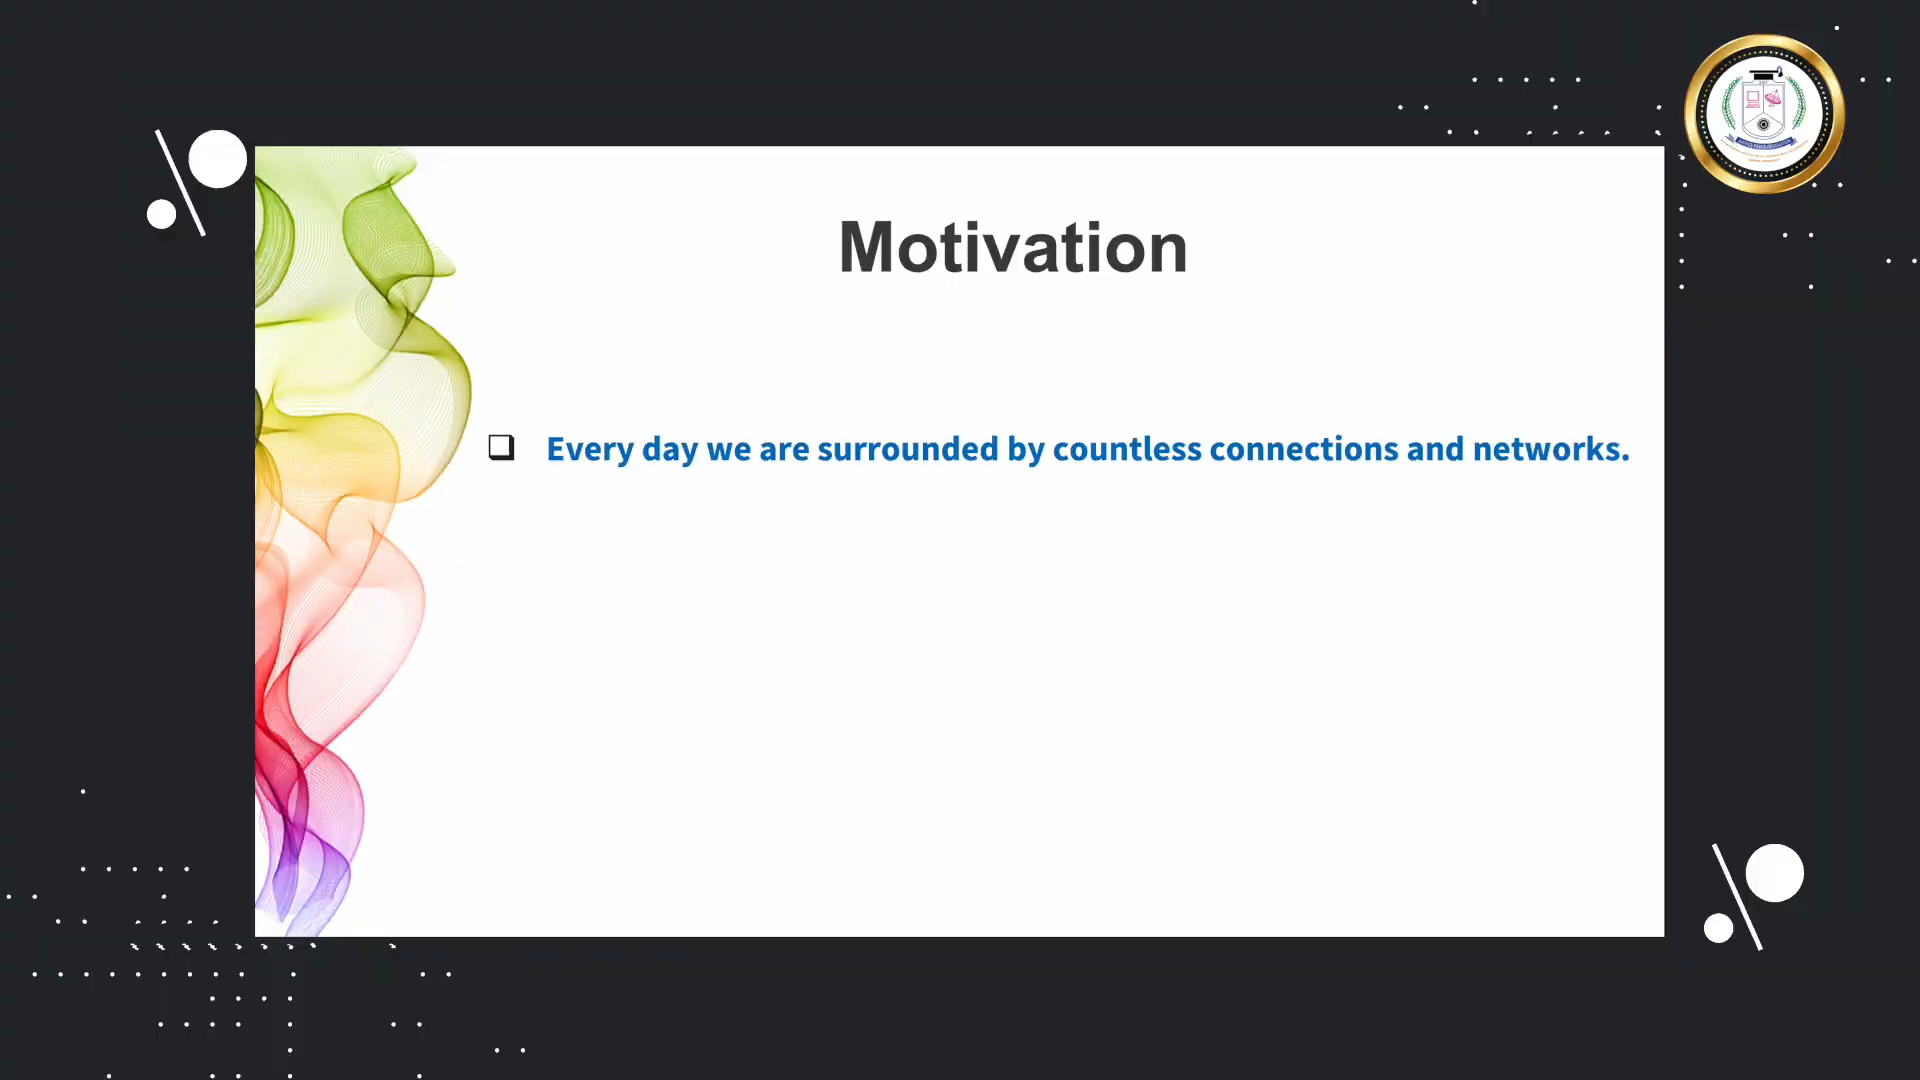 Motivation
Every day we are surrounded by countless connections and networks.